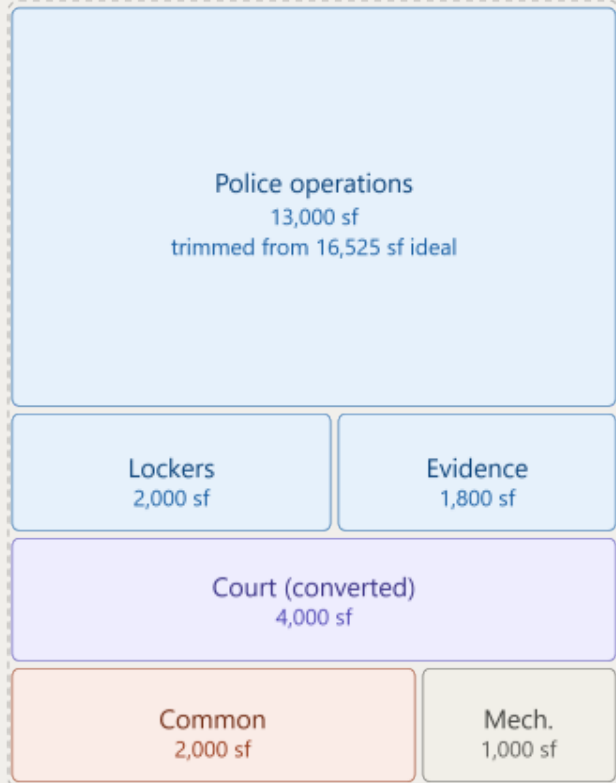 Police operations
13,000 sf
trimmed from 16,525 sf ideal
Lockers
2,000 sf
Evidence
1,800 sf
Court (converted)
4,000 sf
Common
2,000 sf
Mech.
1,000 sf